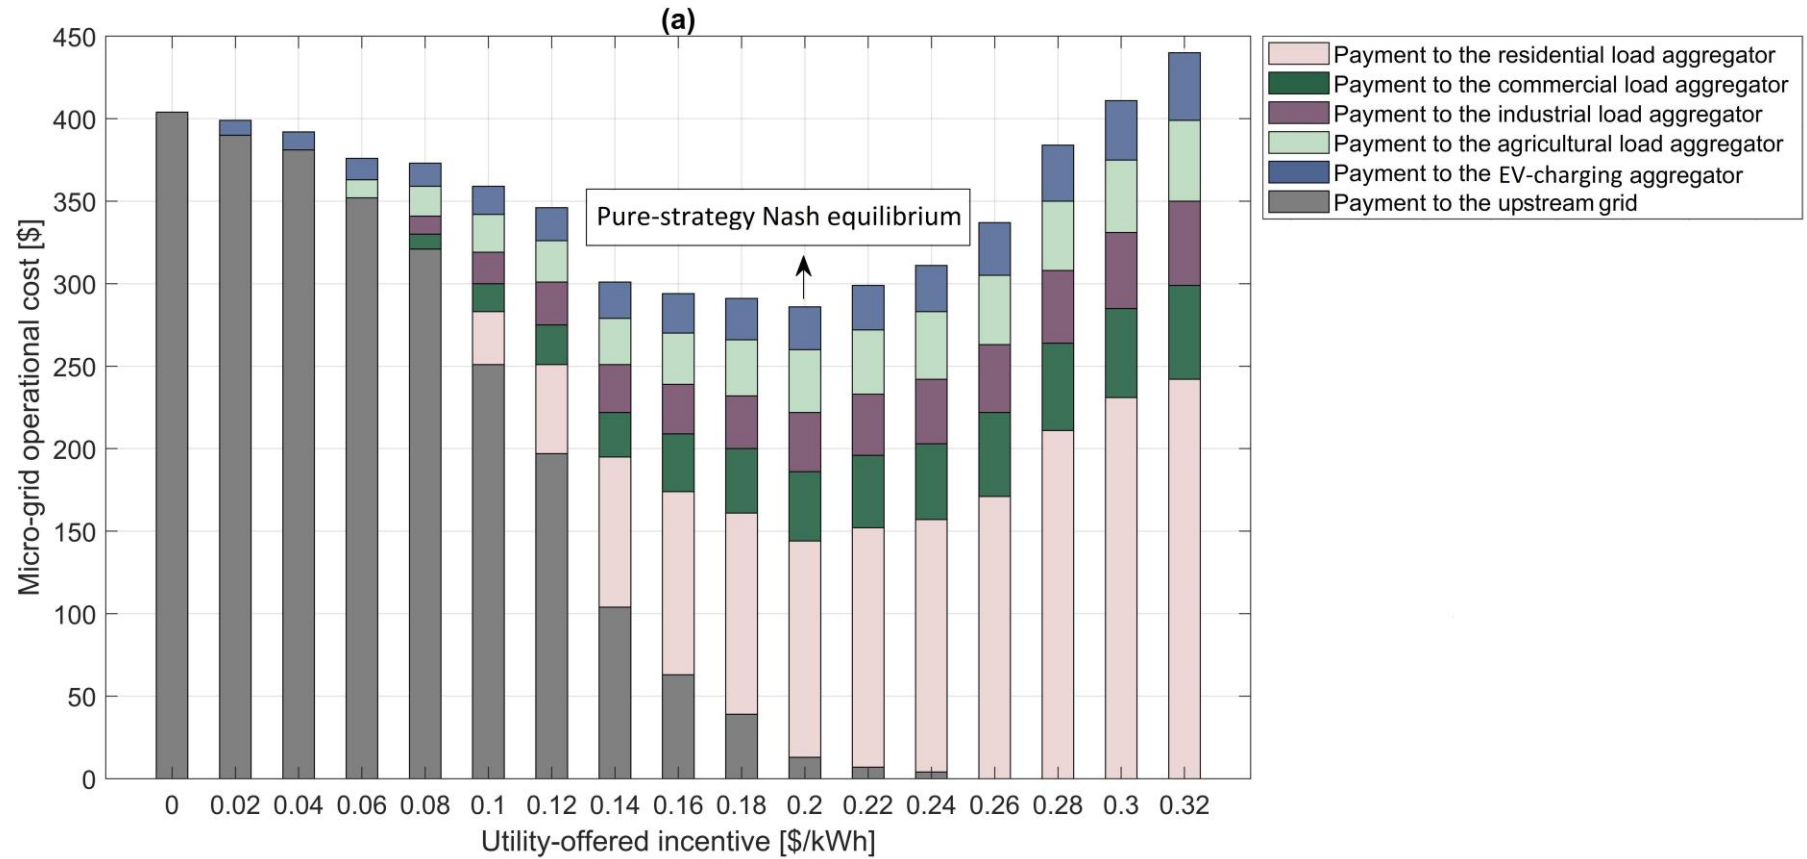 (a)
450
400
350
300
250
200
150
100
50
0
Micro-grid operational cost [$]
Pure-strategy Nash equilibrium
0 0.02 0.04 0.06 0.08 0.1 0.12 0.14 0.16 0.18 0.2 0.22 0.24 0.26 0.28 0.3 0.32
Utility-offered incentive [$/kWh]
Payment to the residential load aggregator
Payment to the commercial load aggregator
Payment to the industrial load aggregator
Payment to the agricultural load aggregator
Payment to the EV-charging aggregator
Payment to the upstream grid